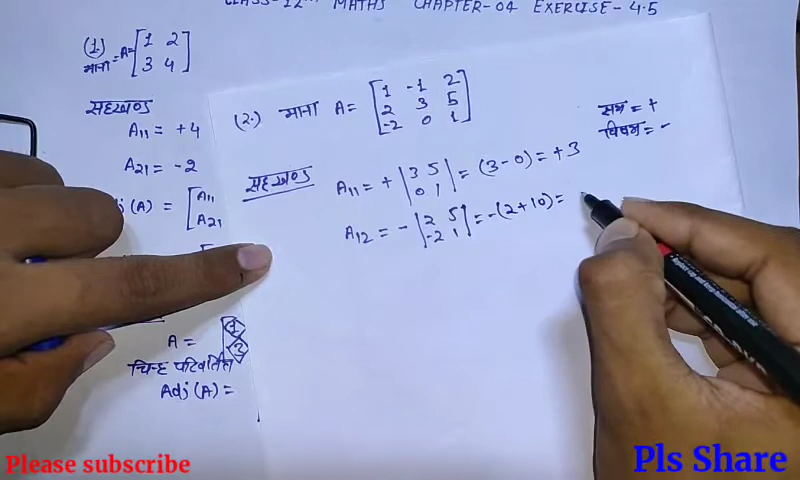 CLASS-12th MATHS CHAPTER-04 EXERCISE-4.5
(1) माना = A= [1 2
3 4]
सहखण्ड
A11 = +4
A21 = -2
(A) = [A11
A21
A =
चिन्ह परिवर्तित
Adj (A) =
(2.) माना A = [1 -1 2
2 3 5
-2 0 1]
सम = +
विषम = -
सहखण्ड
A11 = + |3 5
0 1| = (3-0) = +3
A12 = - |2 5
-2 1| = -(2+10) =
Please subscribe
Pls Share